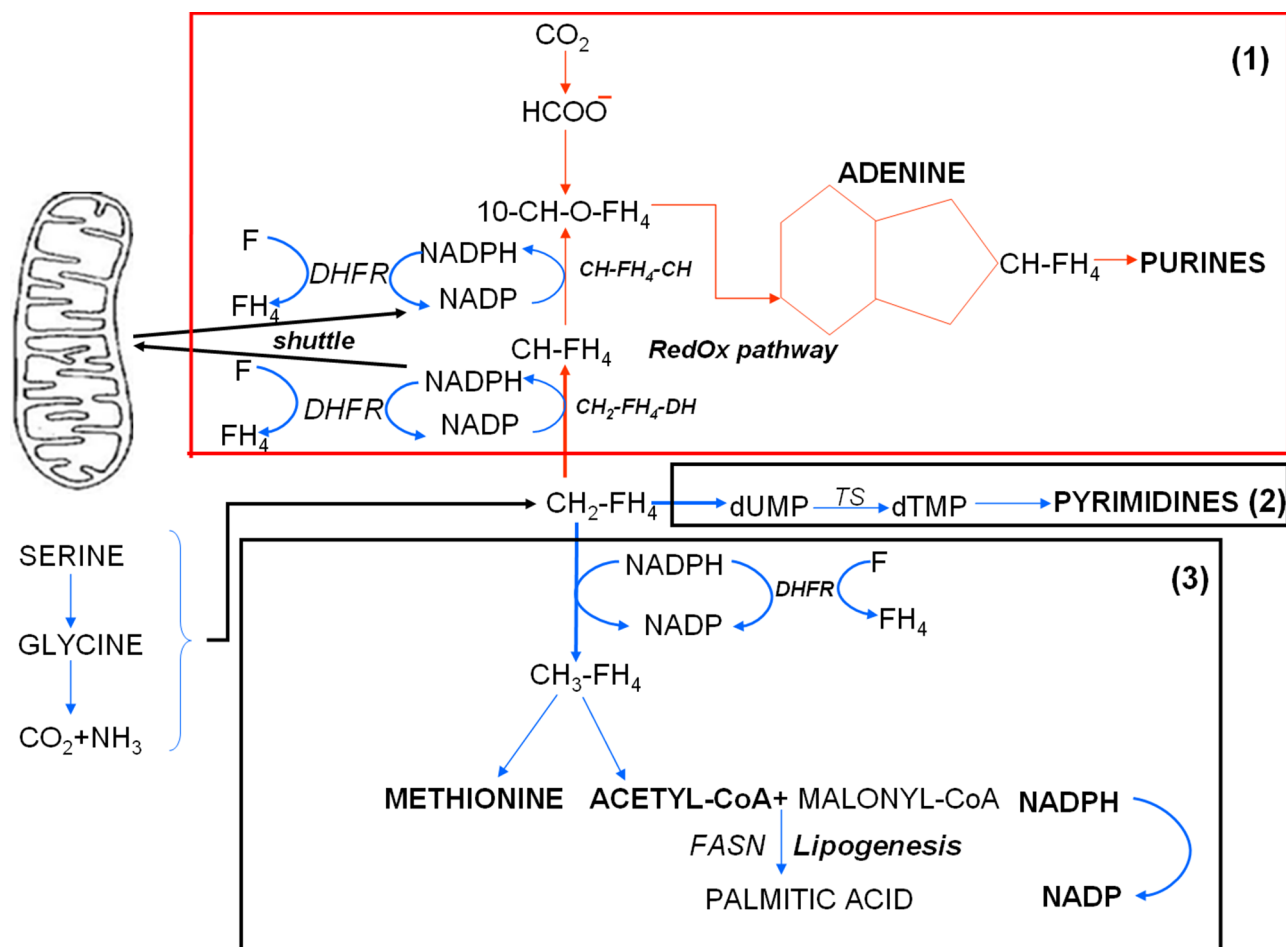 CO2
(1)
HCOO−
ADENINE
10-CH-O-FH4
F
DHFR
NADPH
CH-FH4-CH
CH-FH4
PURINES
FH4
NADP
shuttle
CH-FH4
RedOx pathway
F
DHFR
NADPH
CH2-FH4-DH
FH4
NADP
CH2-FH4
dUMP
TS
dTMP
PYRIMIDINES (2)
SERINE
GLYCINE
CO2+NH3
NADPH
DHFR
F
(3)
NADP
FH4
CH3-FH4
METHIONINE
ACETYL-CoA+ MALONYL-CoA
NADPH
FASN
Lipogenesis
PALMITIC ACID
NADP